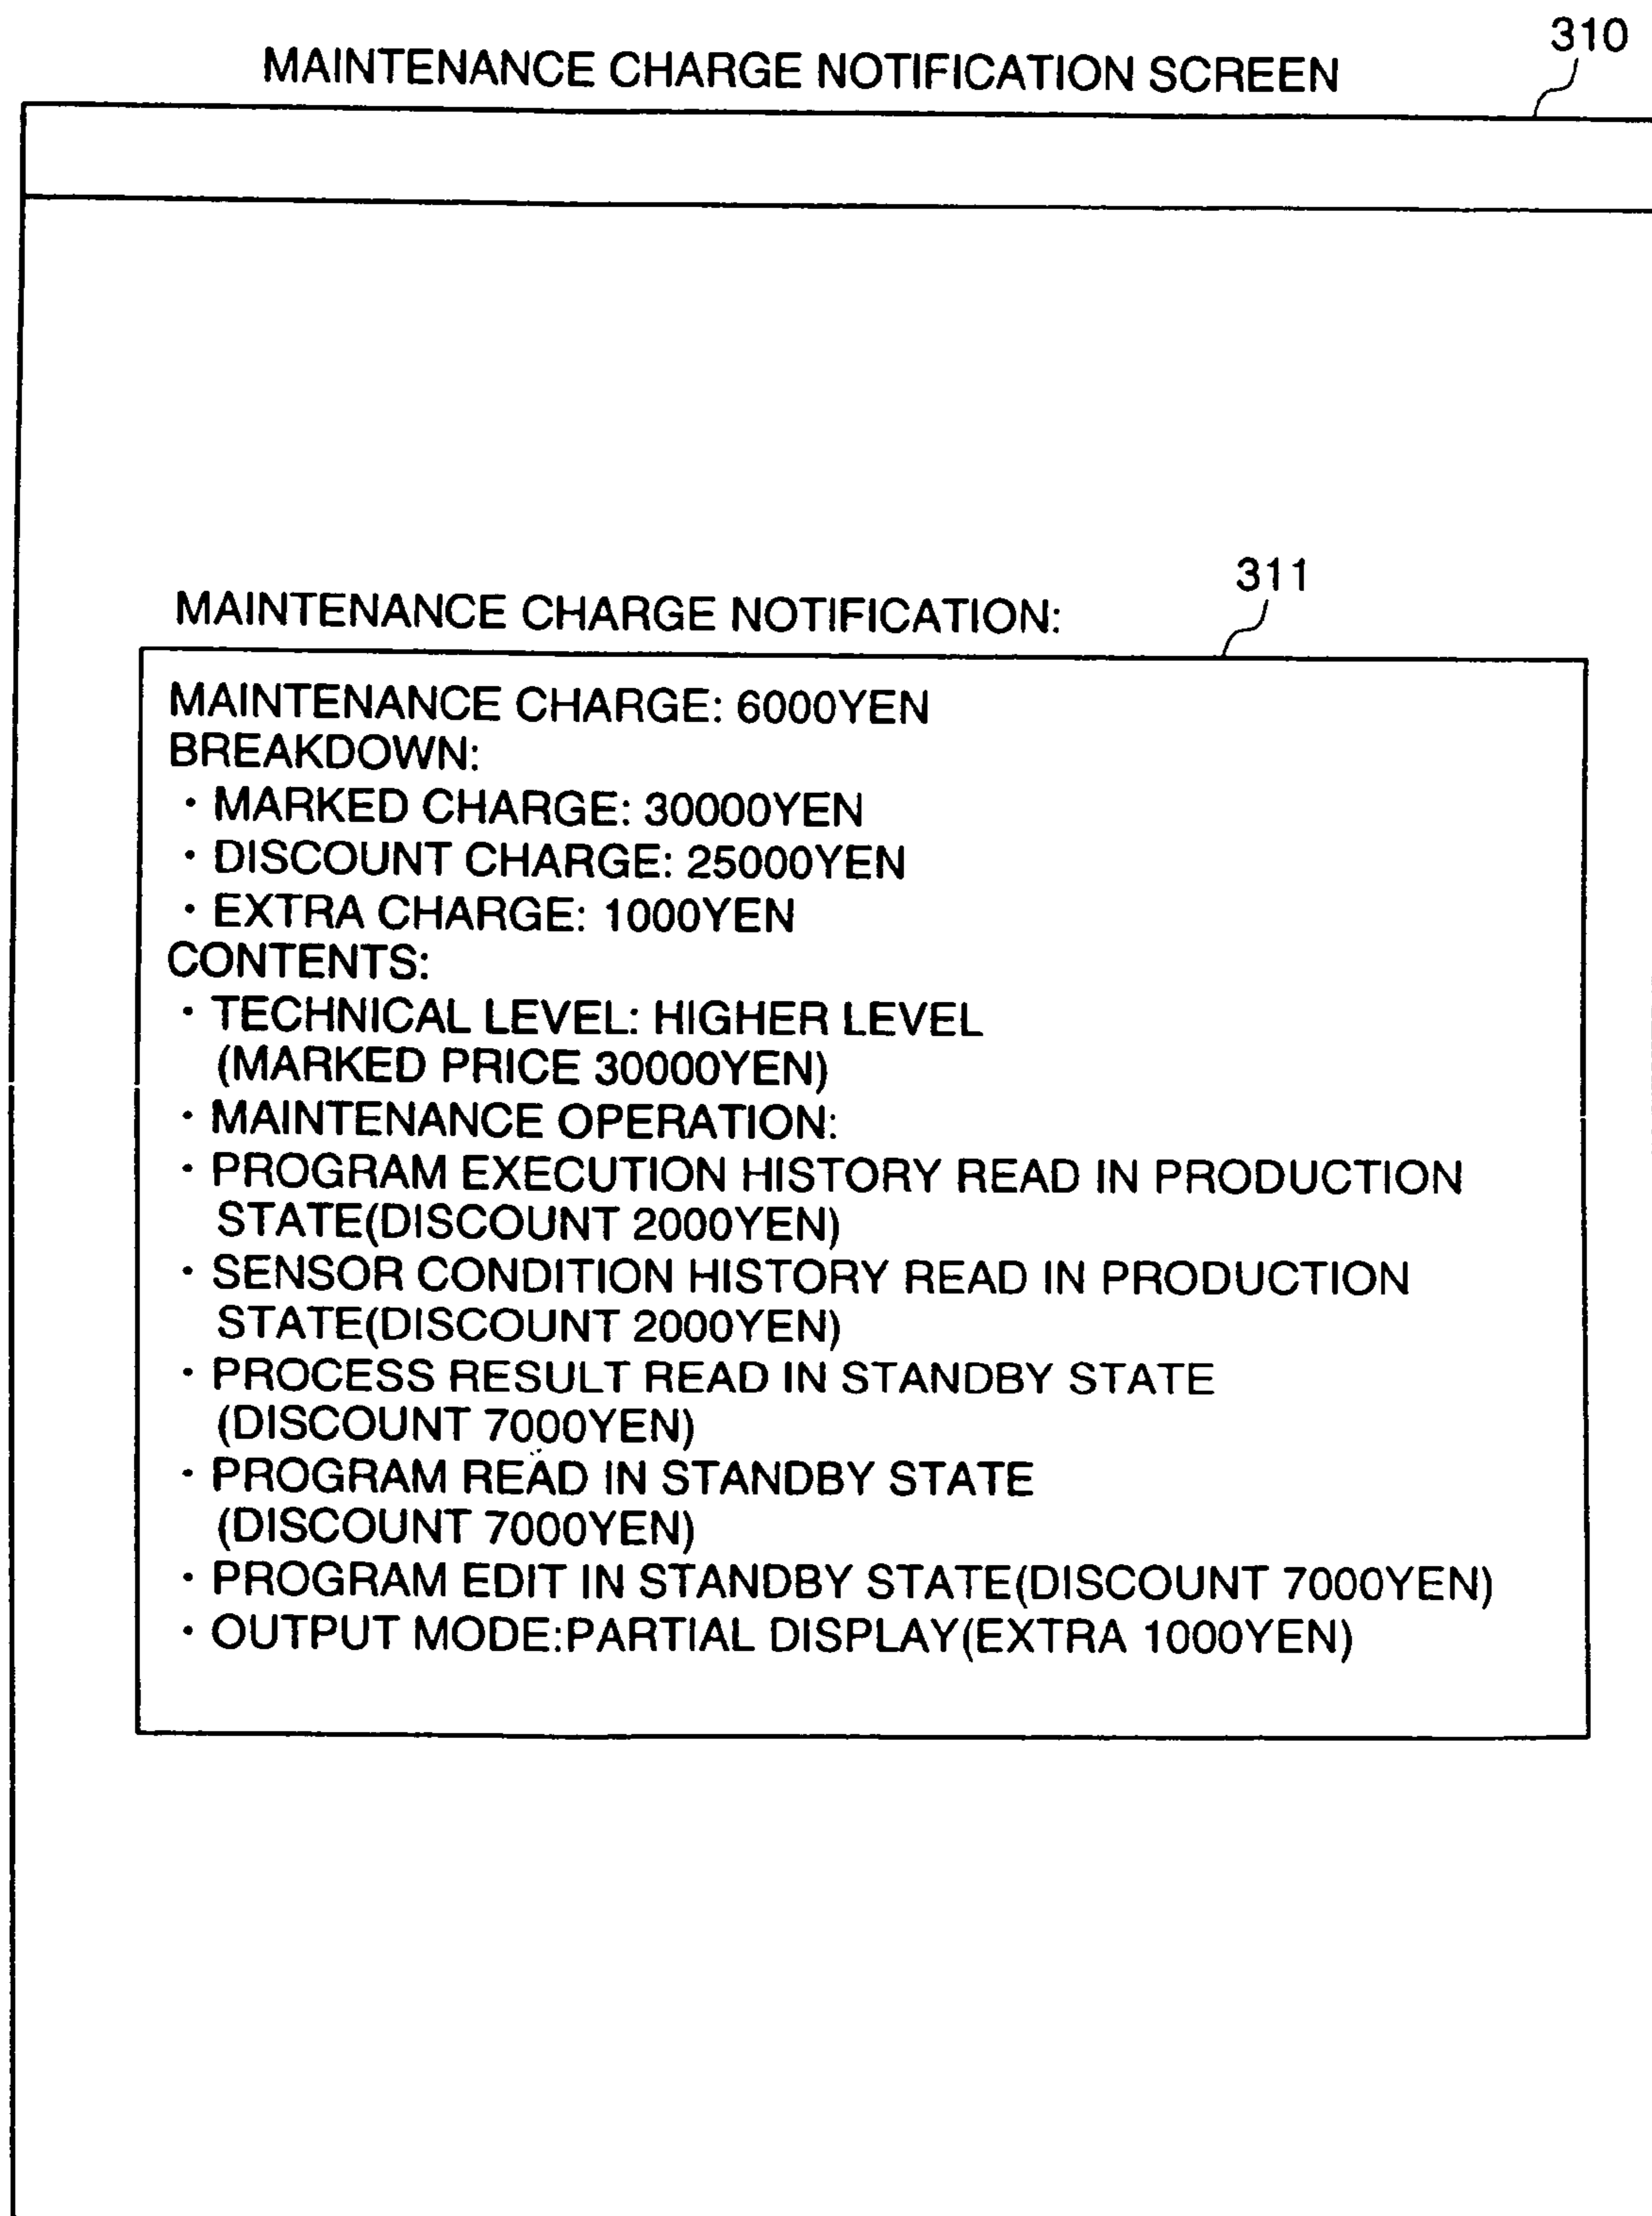 310
MAINTENANCE CHARGE NOTIFICATION SCREEN
311
MAINTENANCE CHARGE NOTIFICATION:
MAINTENANCE CHARGE: 6000YEN
BREAKDOWN:
・MARKED CHARGE: 30000YEN
・DISCOUNT CHARGE: 25000YEN
・EXTRA CHARGE: 1000YEN
CONTENTS:
・TECHNICAL LEVEL: HIGHER LEVEL
(MARKED PRICE 30000YEN)
・MAINTENANCE OPERATION:
・PROGRAM EXECUTION HISTORY READ IN PRODUCTION
STATE(DISCOUNT 2000YEN)
・SENSOR CONDITION HISTORY READ IN PRODUCTION
STATE(DISCOUNT 2000YEN)
・PROCESS RESULT READ IN STANDBY STATE
(DISCOUNT 7000YEN)
・PROGRAM READ IN STANDBY STATE
(DISCOUNT 7000YEN)
・PROGRAM EDIT IN STANDBY STATE(DISCOUNT 7000YEN)
・OUTPUT MODE:PARTIAL DISPLAY(EXTRA 1000YEN)